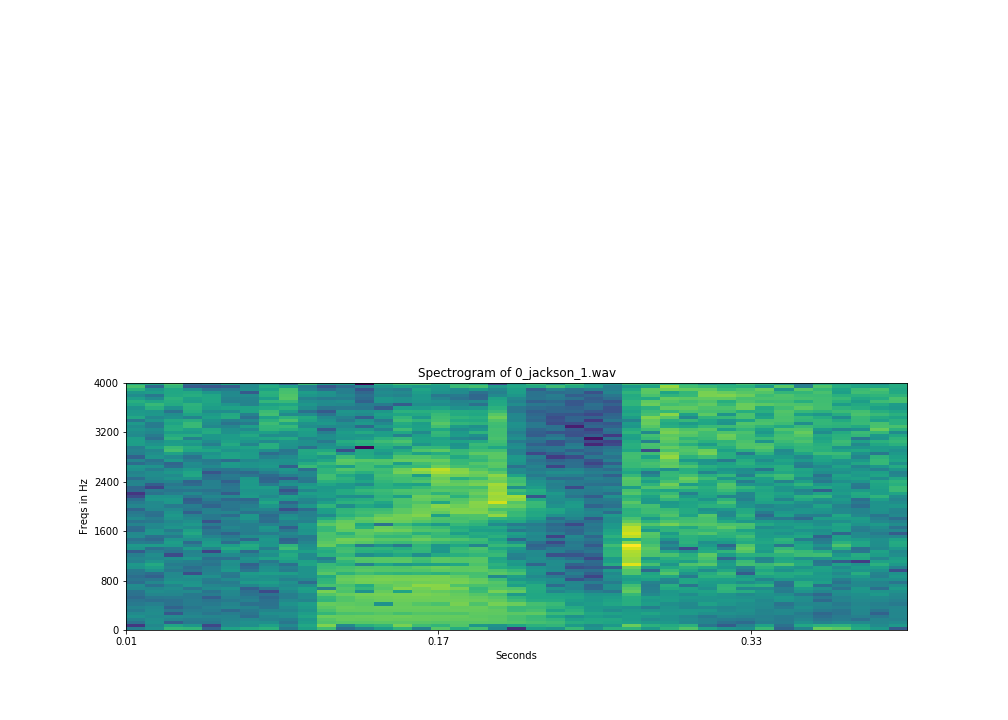 Spectrogram of 0_jackson_1.wav
4000
3200
2400
1600
800
0
Freqs in Hz
0.01 0.17 0.33
Seconds